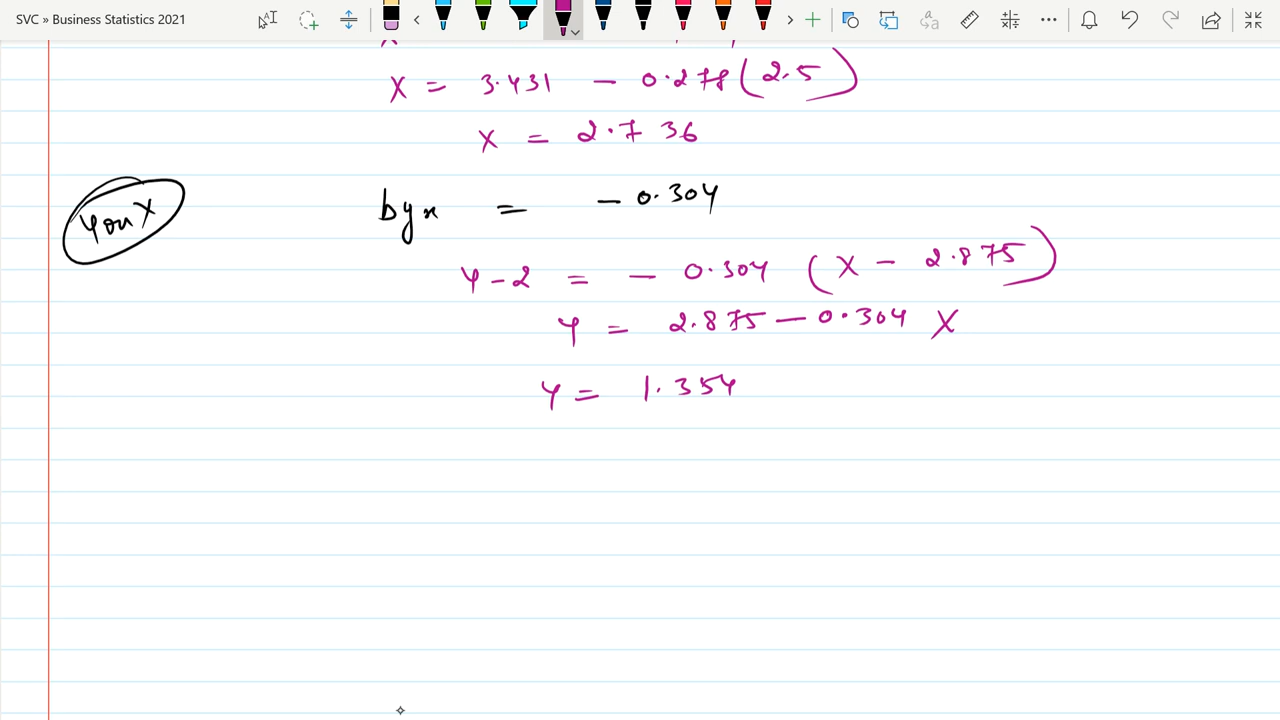 SVC » Business Statistics 2021
X = 3.431 - 0.278(2.5)
X = 2.736
Y on X
byx = - 0.304
Y - 2 = - 0.304 (X - 2.875)
Y = 2.875 - 0.304 X
Y = 1.354